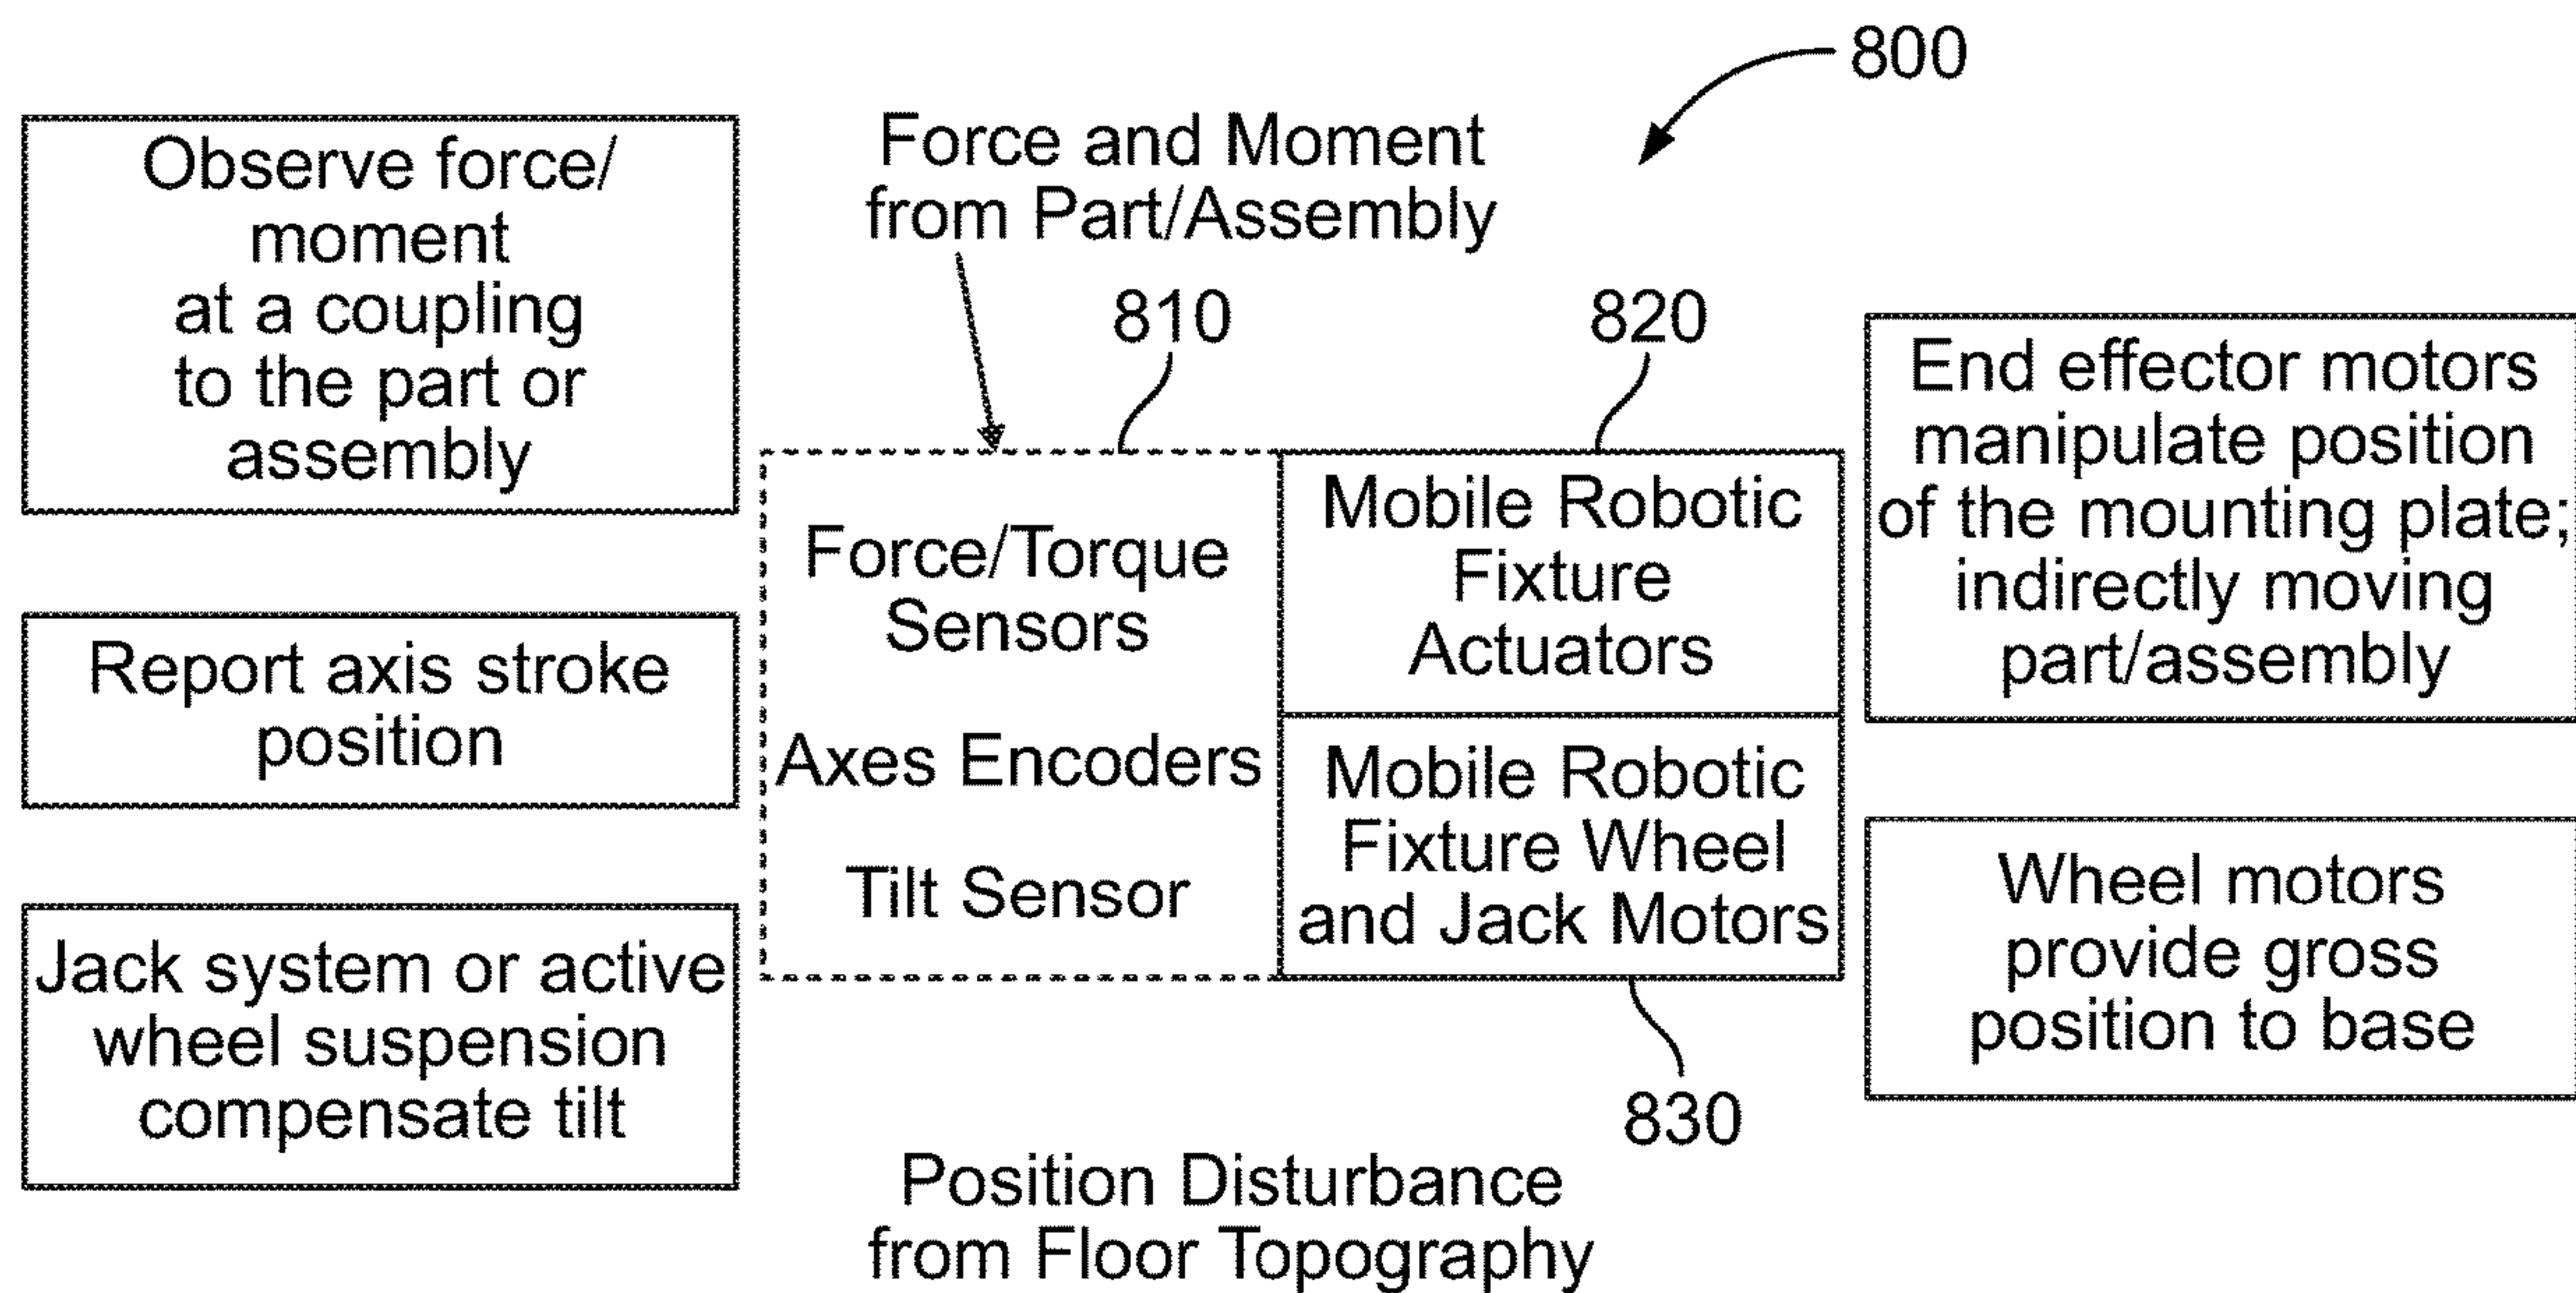 800
Observe force/
moment
at a coupling
to the part or
assembly
Force and Moment
from Part/Assembly
810
820
Report axis stroke
position
Jack system or active
wheel suspension
compensate tilt
Force/Torque
Sensors
Axes Encoders
Tilt Sensor
Mobile Robotic
Fixture
Actuators
Mobile Robotic
Fixture Wheel
and Jack Motors
End effector motors
manipulate position
of the mounting plate;
indirectly moving
part/assembly
Wheel motors
provide gross
position to base
830
Position Disturbance
from Floor Topography